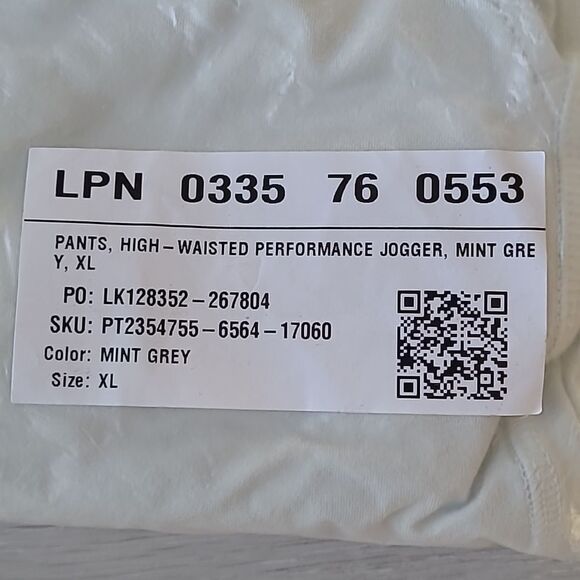 LPN 0335 76 0553
PANTS, HIGH-WAISTED PERFORMANCE JOGGER, MINT GRE
Y, XL
PO: LK128352-267804
SKU: PT2354755-6564-17060
Color: MINT GREY
Size: XL